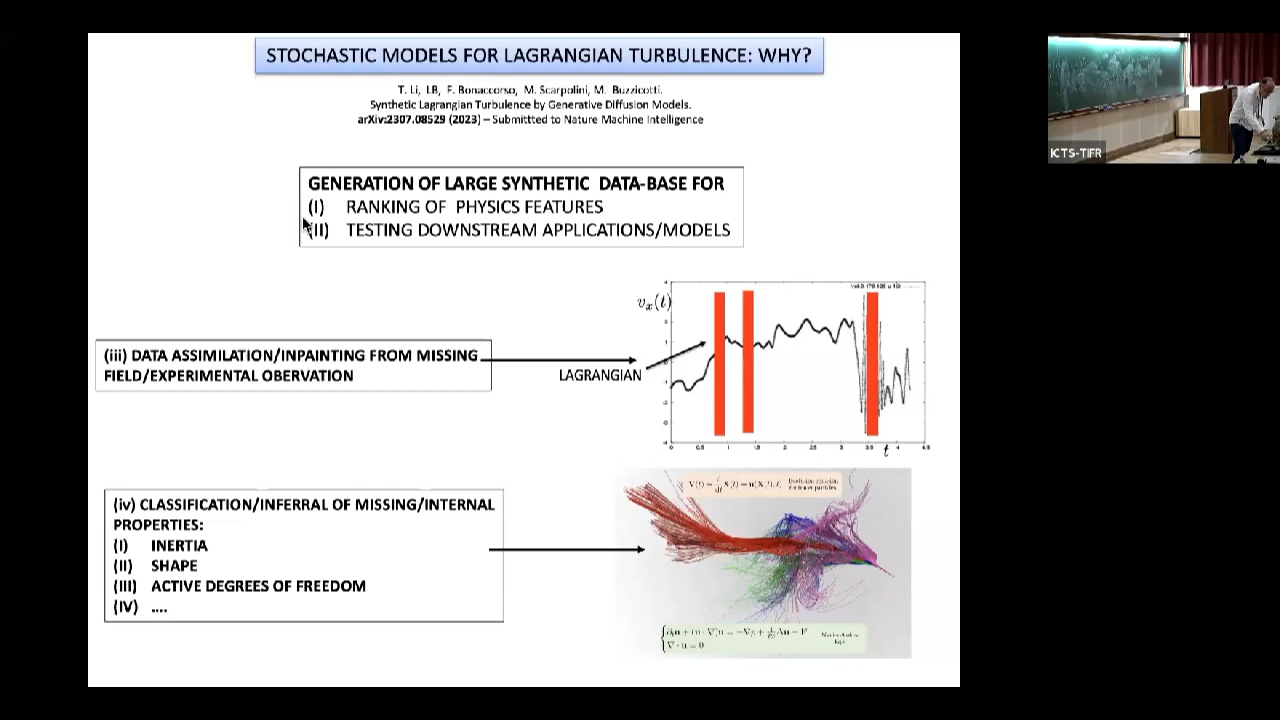 STOCHASTIC MODELS FOR LAGRANGIAN TURBULENCE: WHY?
T. Li, LB, F. Bonaccorso, M. Scarpolini, M. Buzzicotti.
Synthetic Lagrangian Turbulence by Generative Diffusion Models.
arXiv:2307.08529 (2023) – Submittted to Nature Machine Intelligence
GENERATION OF LARGE SYNTHETIC DATA-BASE FOR
(I) RANKING OF PHYSICS FEATURES
(II) TESTING DOWNSTREAM APPLICATIONS/MODELS
(iii) DATA ASSIMILATION/INPAINTING FROM MISSING
FIELD/EXPERIMENTAL OBERVATION
LAGRANGIAN
v_x(t)
t
(iv) CLASSIFICATION/INFERRAL OF MISSING/INTERNAL
PROPERTIES:
(I) INERTIA
(II) SHAPE
(III) ACTIVE DEGREES OF FREEDOM
(IV) ....
ICTS-TIFR